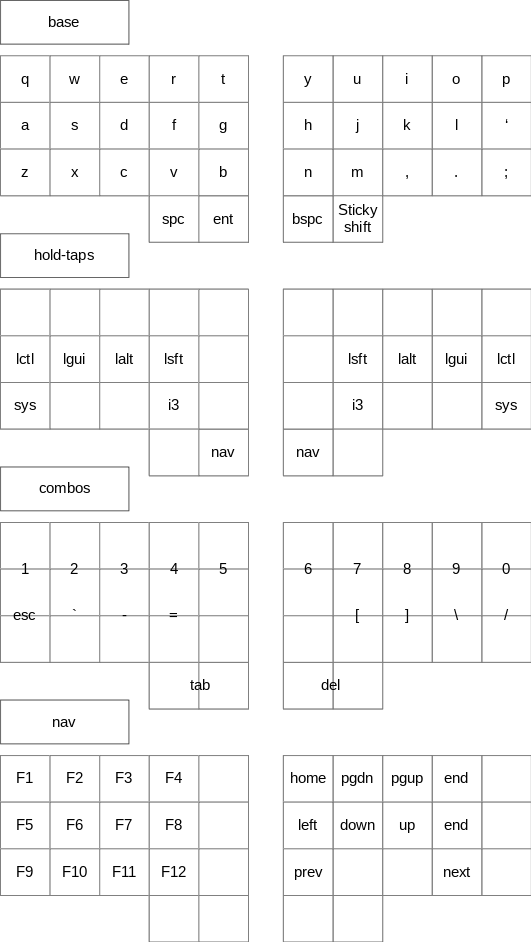 base
q w e r t y u i o p
a s d f g h j k l ‘
z x c v b n m , . ;
spc ent bspc Sticky
shift
hold-taps
lctl lgui lalt lsft lsft lalt lgui lctl
sys i3 i3 sys
nav nav
combos
1 2 3 4 5 6 7 8 9 0
esc ` - = [ ] \ /
tab del
nav
F1 F2 F3 F4 home pgdn pgup end
F5 F6 F7 F8 left down up end
F9 F10 F11 F12 prev next